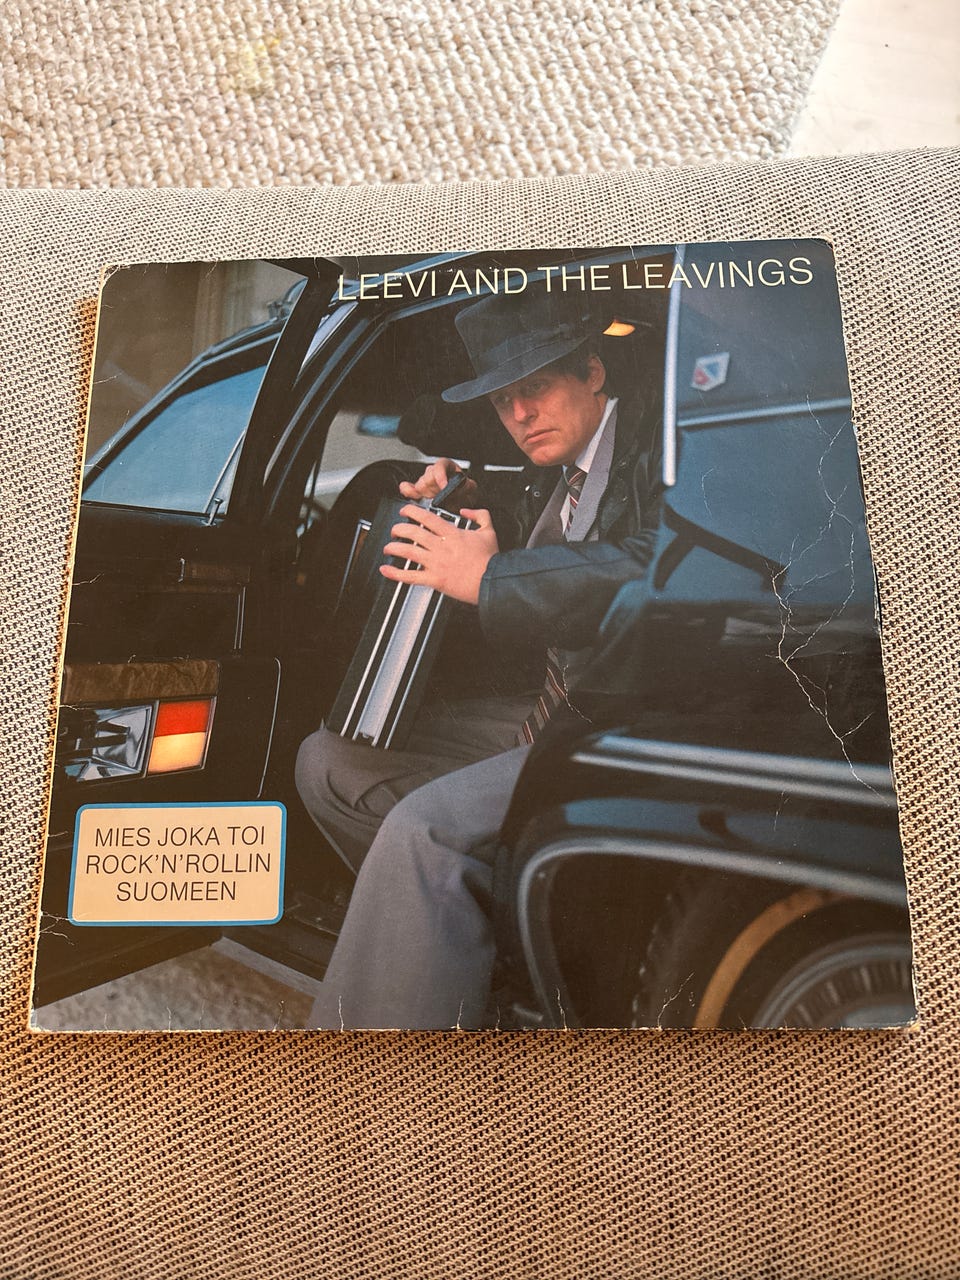 LEEVI AND THE LEAVINGS
MIES JOKA TOI
ROCK'N'ROLLIN
SUOMEEN